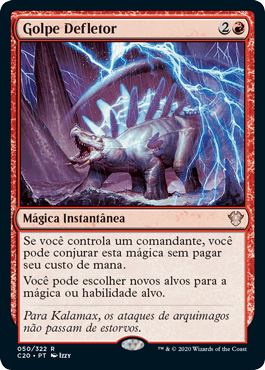 Golpe Defletor 2
Mágica Instantânea
Se você controla um comandante, você
pode conjurar esta mágica sem pagar
seu custo de mana.
Você pode escolher novos alvos para a
mágica ou habilidade alvo.
Para Kalamax, os ataques de arquimagos
não passam de estorvos.
050/322 R
C20 • PT Izzy
™ & © 2020 Wizards of the Coast